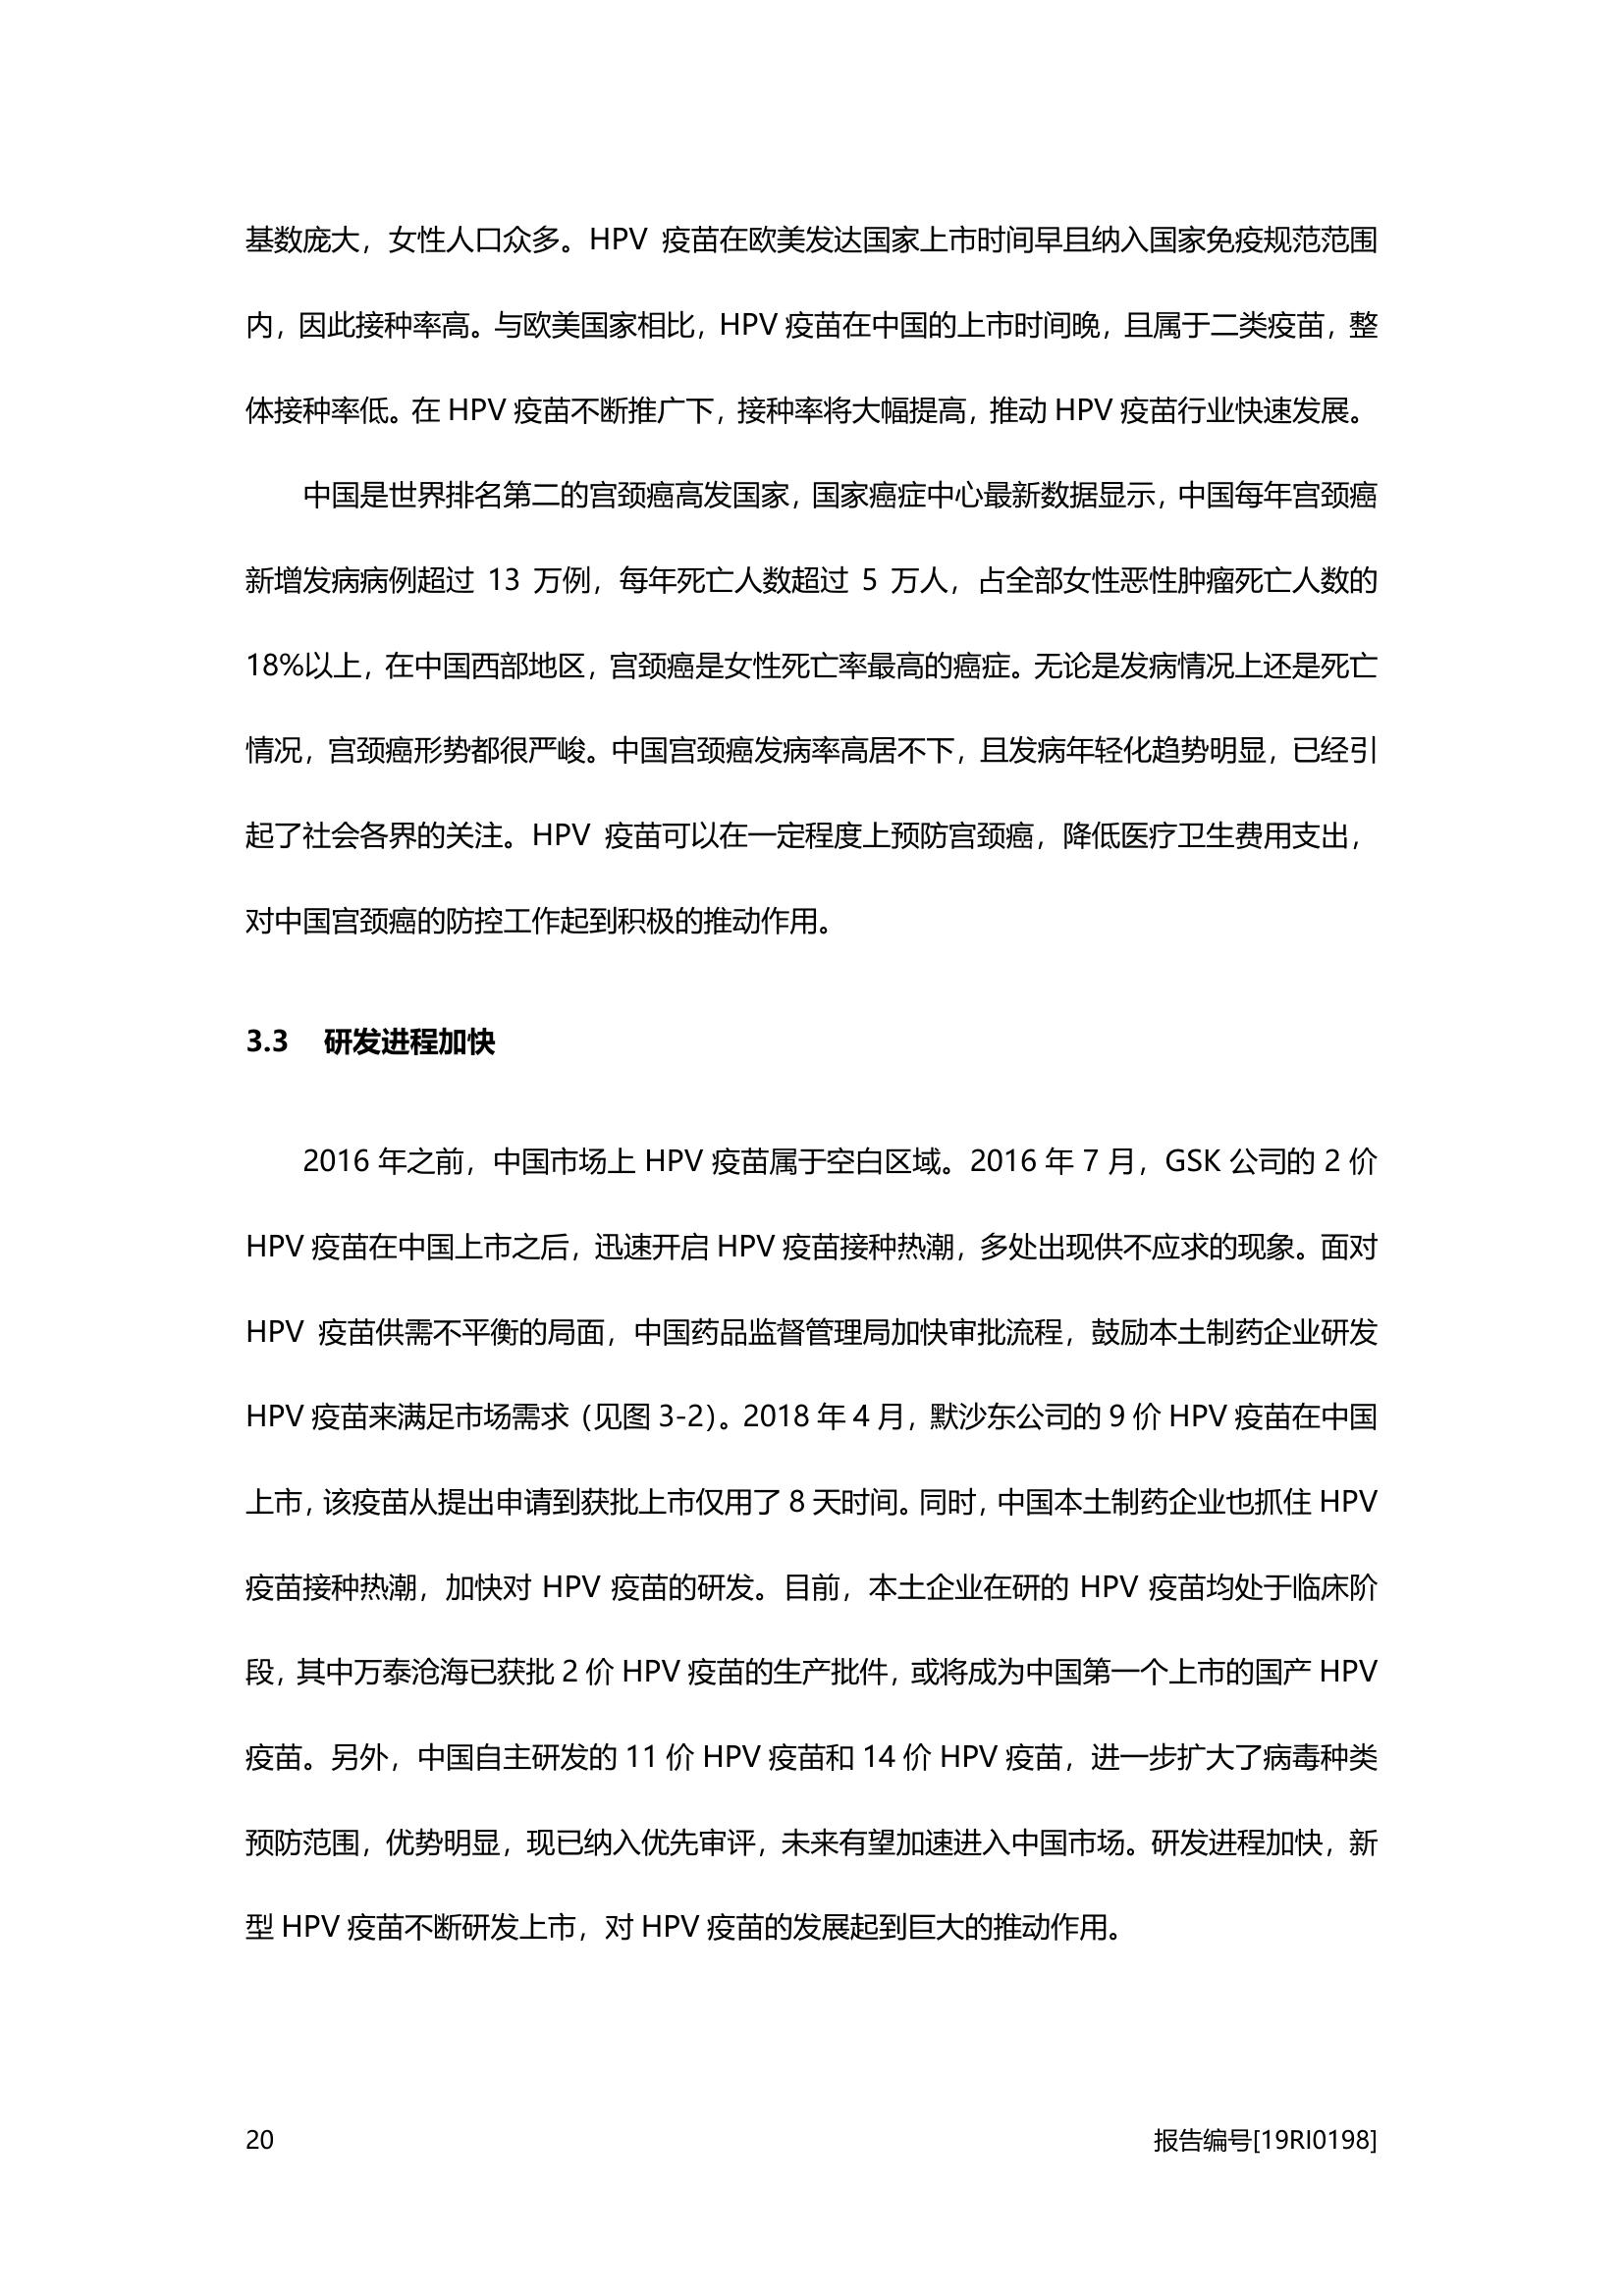 基数庞大，女性人口众多。HPV 疫苗在欧美发达国家上市时间早且纳入国家免疫规范范围
内，因此接种率高。与欧美国家相比，HPV 疫苗在中国的上市时间晚，且属于二类疫苗，整
体接种率低。在 HPV 疫苗不断推广下，接种率将大幅提高，推动 HPV 疫苗行业快速发展。
中国是世界排名第二的宫颈癌高发国家，国家癌症中心最新数据显示，中国每年宫颈癌
新增发病病例超过 13 万例，每年死亡人数超过 5 万人，占全部女性恶性肿瘤死亡人数的
18%以上，在中国西部地区，宫颈癌是女性死亡率最高的癌症。无论是发病情况上还是死亡
情况，宫颈癌形势都很严峻。中国宫颈癌发病率高居不下，且发病年轻化趋势明显，已经引
起了社会各界的关注。HPV 疫苗可以在一定程度上预防宫颈癌，降低医疗卫生费用支出，
对中国宫颈癌的防控工作起到积极的推动作用。
3.3 研发进程加快
2016 年之前，中国市场上 HPV 疫苗属于空白区域。2016 年 7 月，GSK 公司的 2 价
HPV 疫苗在中国上市之后，迅速开启 HPV 疫苗接种热潮，多处出现供不应求的现象。面对
HPV 疫苗供需不平衡的局面，中国药品监督管理局加快审批流程，鼓励本土制药企业研发
HPV 疫苗来满足市场需求（见图 3-2）。2018 年 4 月，默沙东公司的 9 价 HPV 疫苗在中国
上市，该疫苗从提出申请到获批上市仅用了 8 天时间。同时，中国本土制药企业也抓住 HPV
疫苗接种热潮，加快对 HPV 疫苗的研发。目前，本土企业在研的 HPV 疫苗均处于临床阶
段，其中万泰沧海已获批 2 价 HPV 疫苗的生产批件，或将成为中国第一个上市的国产 HPV
疫苗。另外，中国自主研发的 11 价 HPV 疫苗和 14 价 HPV 疫苗，进一步扩大了病毒种类
预防范围，优势明显，现已纳入优先审评，未来有望加速进入中国市场。研发进程加快，新
型 HPV 疫苗不断研发上市，对 HPV 疫苗的发展起到巨大的推动作用。
20 报告编号[19RI0198]